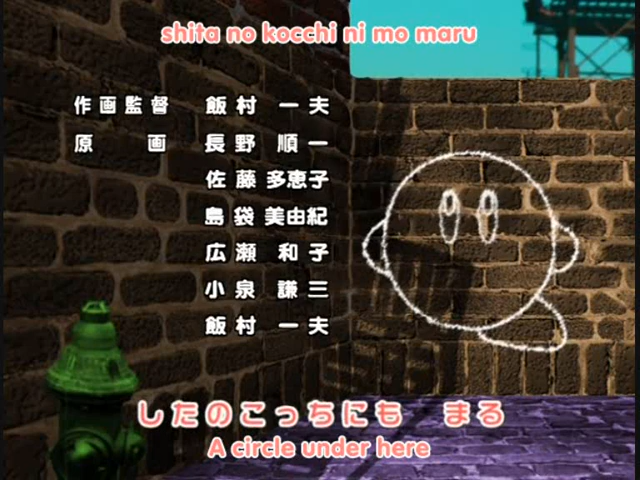 shita no kocchi ni mo maru
作画監督 飯村 一夫
原画 長野 順一
佐藤 多恵子
島袋 美由紀
広瀬 和子
小泉 謙三
飯村 一夫
したのこっちにも まる
A circle under here